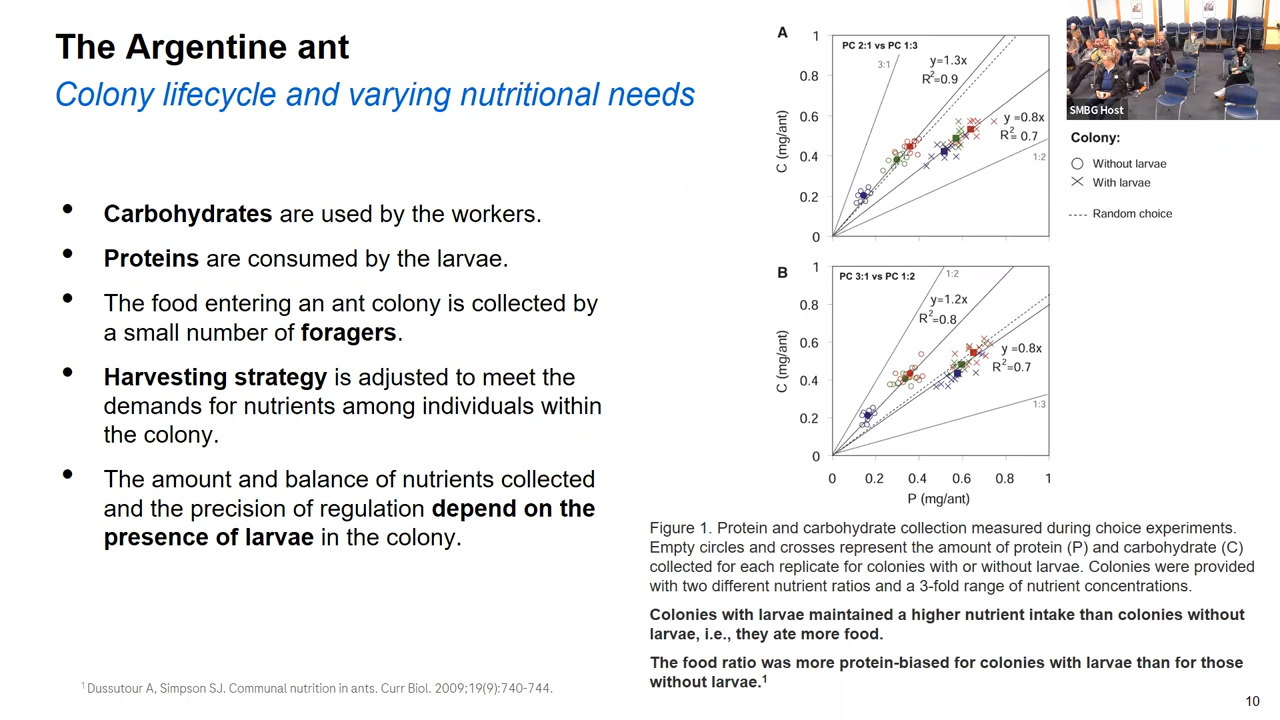 The Argentine ant
Colony lifecycle and varying nutritional needs
• Carbohydrates are used by the workers.
• Proteins are consumed by the larvae.
• The food entering an ant colony is collected by
a small number of foragers.
• Harvesting strategy is adjusted to meet the
demands for nutrients among individuals within
the colony.
• The amount and balance of nutrients collected
and the precision of regulation depend on the
presence of larvae in the colony.
1 Dussutour A, Simpson SJ. Communal nutrition in ants. Curr Biol. 2009;19(9):740-744.
A
PC 2:1 vs PC 1:3
3:1
y=1.3x
R2=0.9
y =0.8x
R2= 0.7
1:2
C (mg/ant)
1
0.8
0.6
0.4
0.2
0
B
PC 3:1 vs PC 1:2
1:2
y=1.2x
R2=0.8
y =0.8x
R2=0.7
1:3
C (mg/ant)
1
0.8
0.6
0.4
0.2
0
0 0.2 0.4 0.6 0.8 1
P (mg/ant)
SMBG Host
Colony:
Without larvae
With larvae
Random choice
Figure 1. Protein and carbohydrate collection measured during choice experiments.
Empty circles and crosses represent the amount of protein (P) and carbohydrate (C)
collected for each replicate for colonies with or without larvae. Colonies were provided
with two different nutrient ratios and a 3-fold range of nutrient concentrations.
Colonies with larvae maintained a higher nutrient intake than colonies without
larvae, i.e., they ate more food.
The food ratio was more protein-biased for colonies with larvae than for those
without larvae.1
10